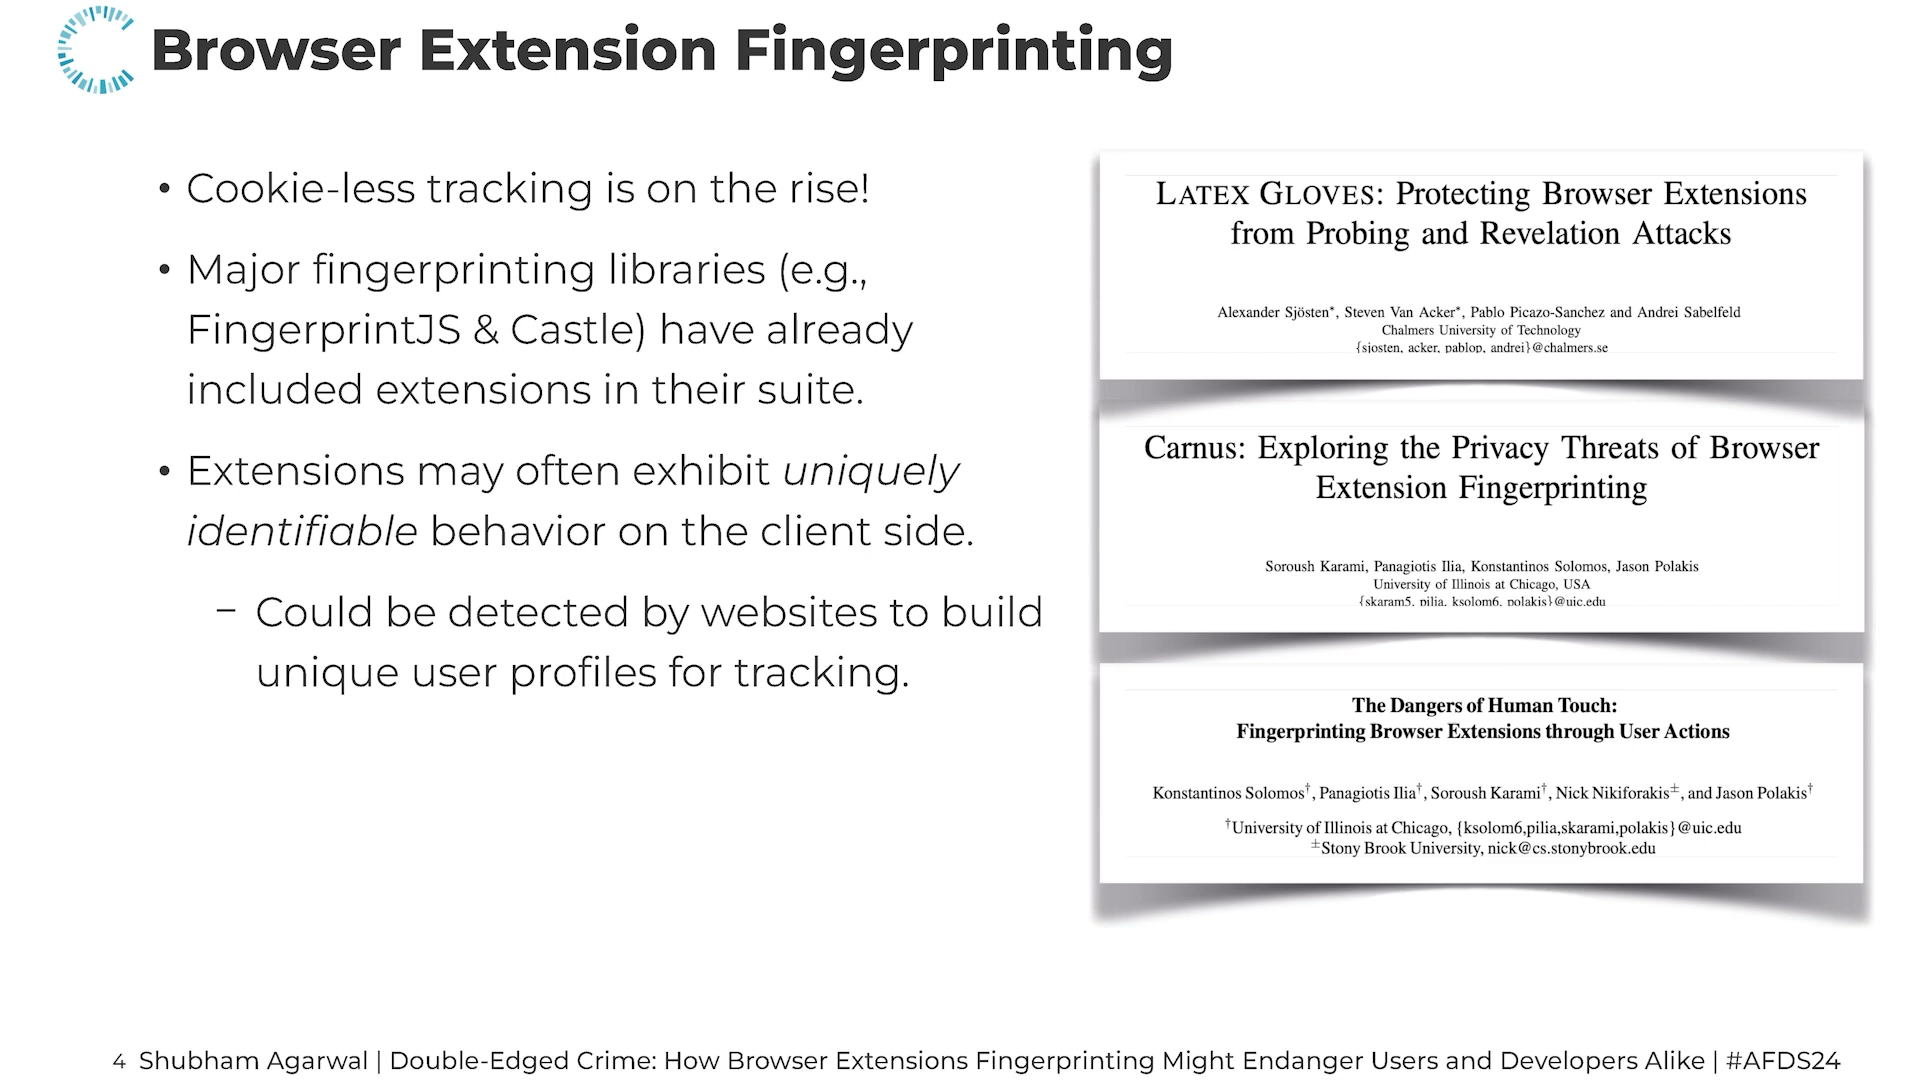 Browser Extension Fingerprinting
• Cookie-less tracking is on the rise!
• Major fingerprinting libraries (e.g.,
FingerprintJS & Castle) have already
included extensions in their suite.
• Extensions may often exhibit uniquely
identifiable behavior on the client side.
– Could be detected by websites to build
unique user profiles for tracking.
LATEX GLOVES: Protecting Browser Extensions
from Probing and Revelation Attacks
Alexander Sjösten*, Steven Van Acker*, Pablo Picazo-Sanchez and Andrei Sabelfeld
Chalmers University of Technology
{sjosten, acker, pablop, andrei}@chalmers.se
Carnus: Exploring the Privacy Threats of Browser
Extension Fingerprinting
Soroush Karami, Panagiotis Ilia, Konstantinos Solomos, Jason Polakis
University of Illinois at Chicago, USA
{skaram5, pilia, ksolom6, polakis}@uic.edu
The Dangers of Human Touch:
Fingerprinting Browser Extensions through User Actions
Konstantinos Solomos†, Panagiotis Ilia†, Soroush Karami†, Nick Nikiforakis±, and Jason Polakis†
†University of Illinois at Chicago, {ksolom6,pilia,skarami,polakis}@uic.edu
±Stony Brook University, nick@cs.stonybrook.edu
4 Shubham Agarwal | Double-Edged Crime: How Browser Extensions Fingerprinting Might Endanger Users and Developers Alike | #AFDS24